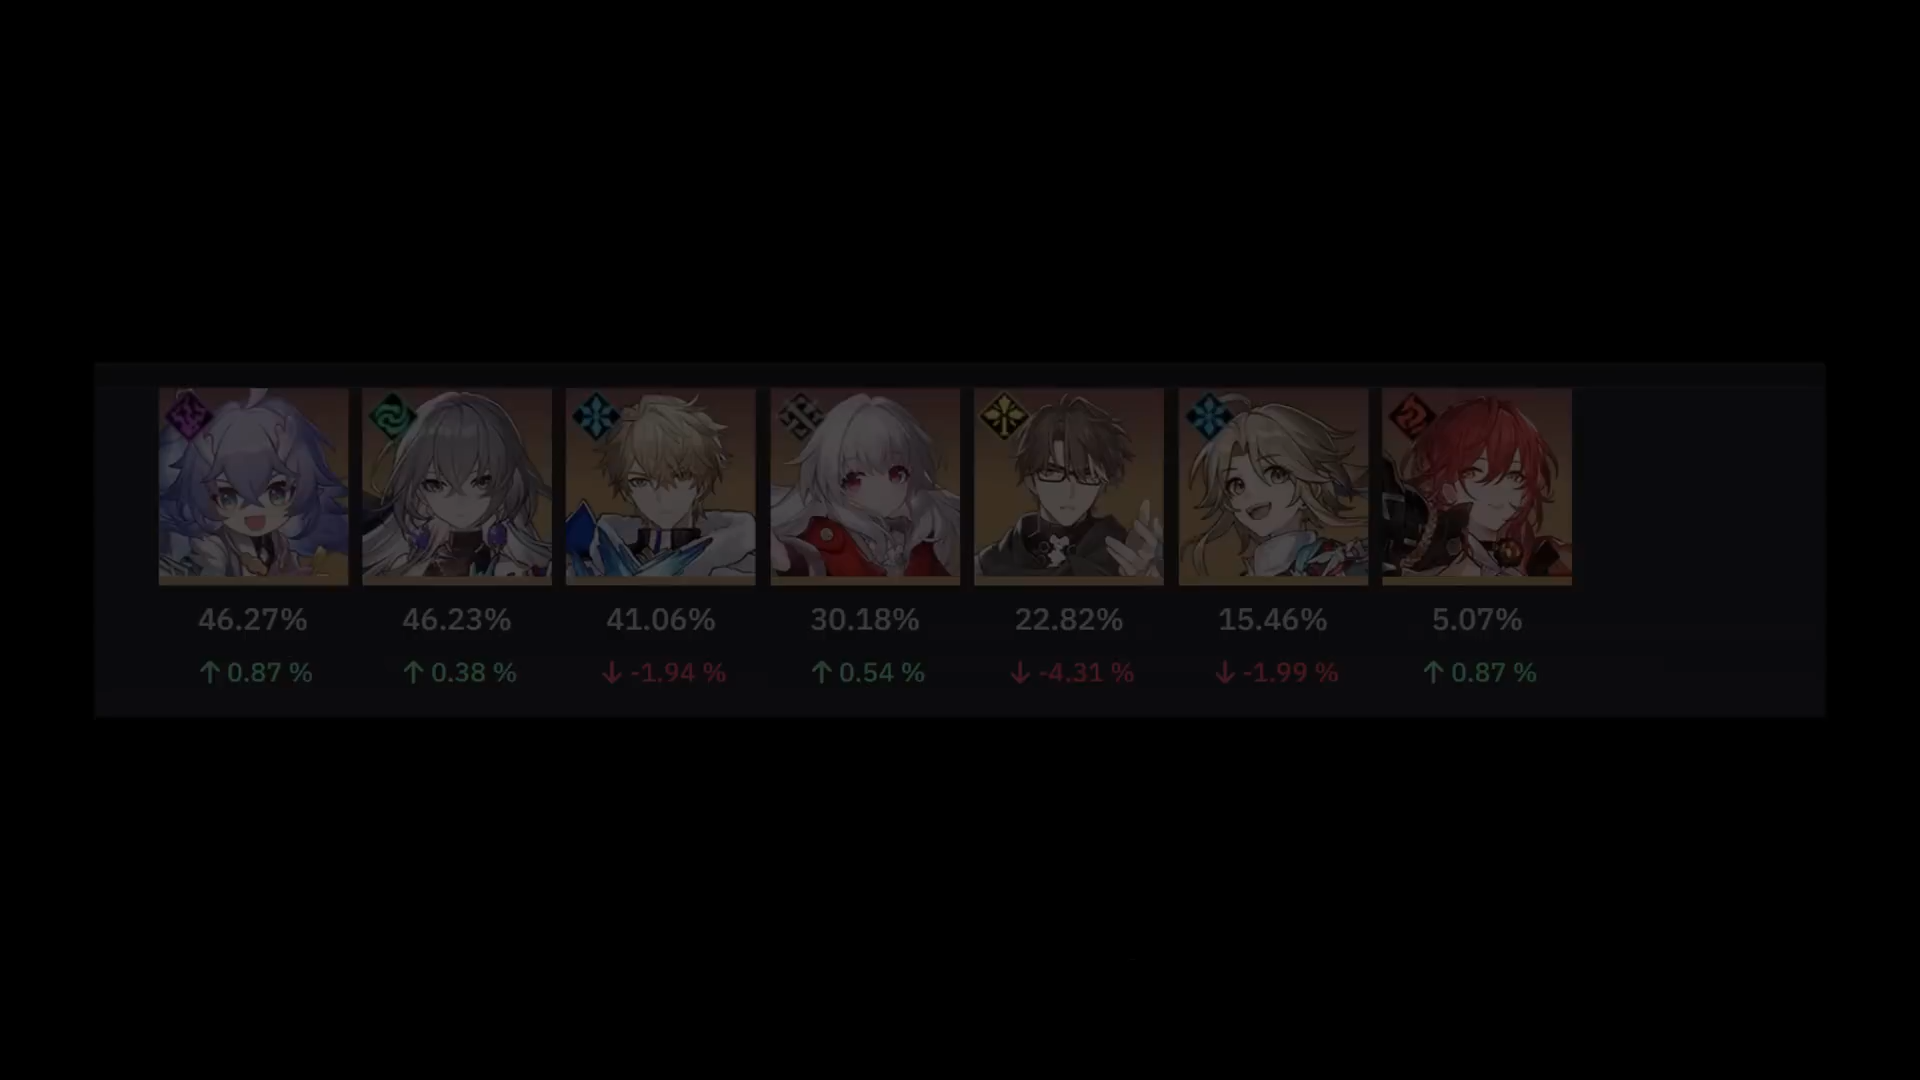 46.27% 46.23% 41.06% 30.18% 22.82% 15.46% 5.07%
↑ 0.87 % ↑ 0.38 % ↓ -1.94 % ↑ 0.54 % ↓ -4.31 % ↓ -1.99 % ↑ 0.87 %